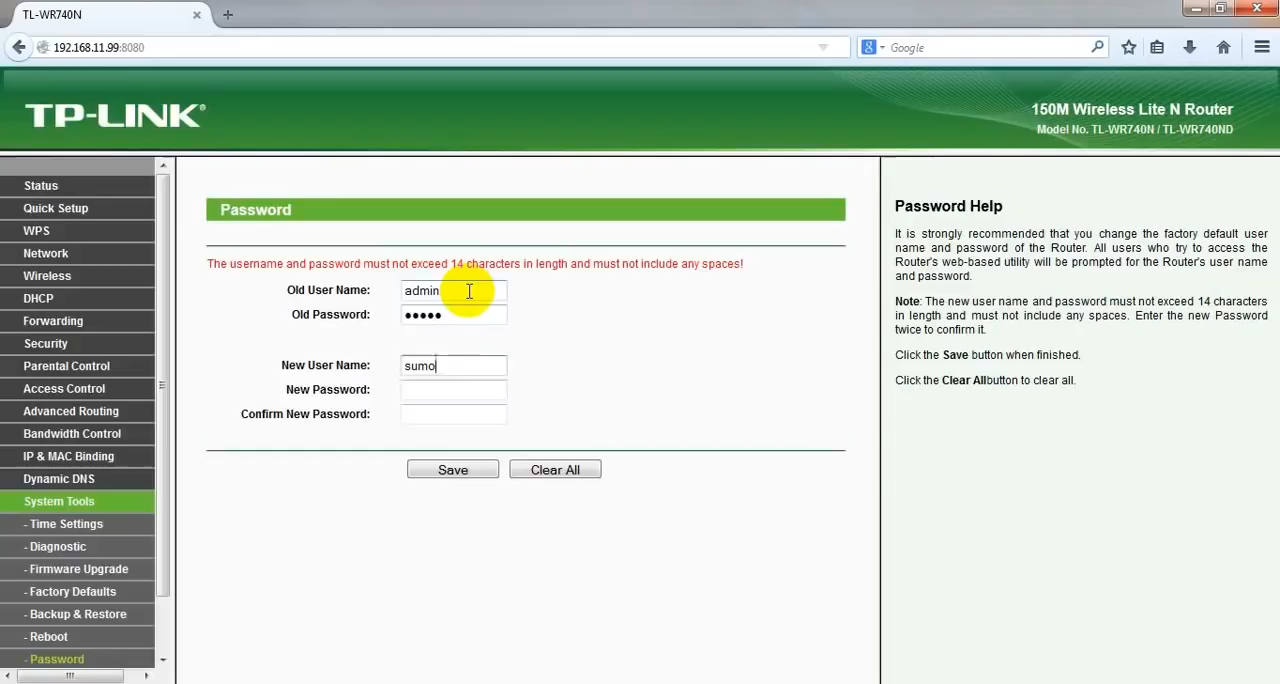 TL-WR740N
192.168.11.99:8080
Google
TP-LINK®
150M Wireless Lite N Router
Model No. TL-WR740N / TL-WR740ND
Status
Quick Setup
WPS
Network
Wireless
DHCP
Forwarding
Security
Parental Control
Access Control
Advanced Routing
Bandwidth Control
IP & MAC Binding
Dynamic DNS
System Tools
- Time Settings
- Diagnostic
- Firmware Upgrade
- Factory Defaults
- Backup & Restore
- Reboot
- Password
Password
The username and password must not exceed 14 characters in length and must not include any spaces!
Old User Name: admin
Old Password: •••••
New User Name: sumo
New Password:
Confirm New Password:
Save Clear All
Password Help
It is strongly recommended that you change the factory default user
name and password of the Router. All users who try to access the
Router's web-based utility will be prompted for the Router's user name
and password.
Note: The new user name and password must not exceed 14 characters
in length and must not include any spaces. Enter the new Password
twice to confirm it.
Click the Save button when finished.
Click the Clear Allbutton to clear all.